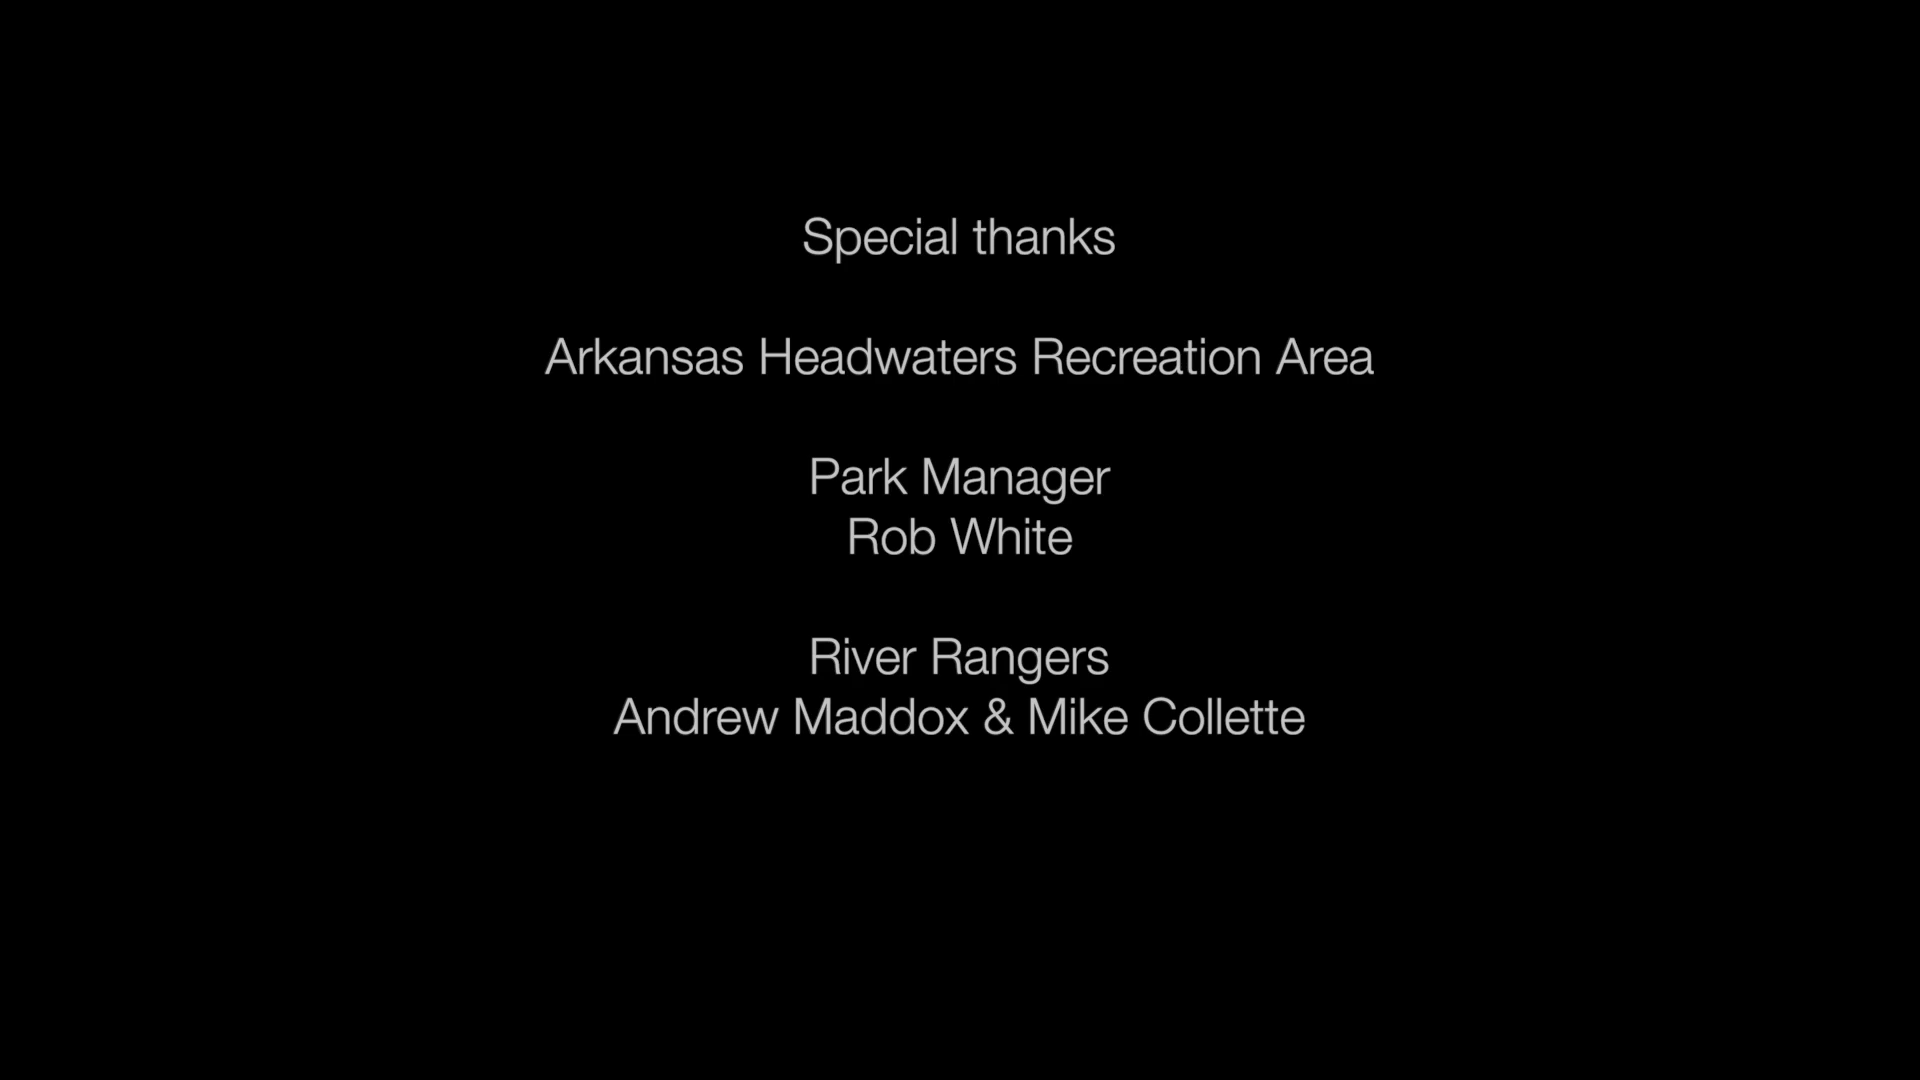 Special thanks
Arkansas Headwaters Recreation Area
Park Manager
Rob White
River Rangers
Andrew Maddox & Mike Collette